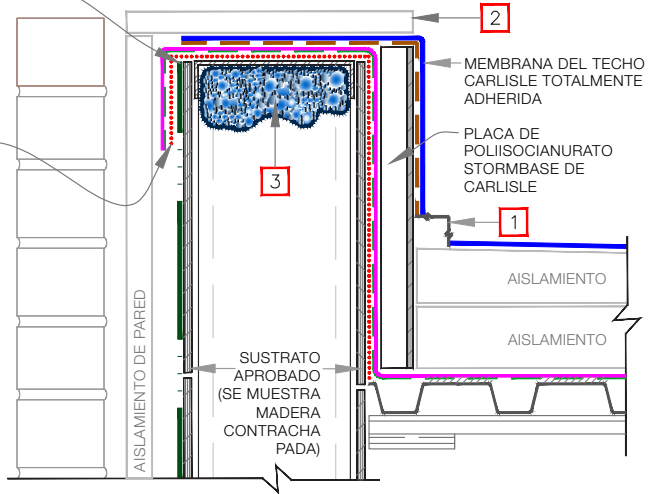 2
MEMBRANA DEL TECHO
CARLISLE TOTALMENTE
ADHERIDA
PLACA DE
POLIISOCIANURATO
STORMBASE DE
CARLISLE
3
1
AISLAMIENTO
AISLAMIENTO
AISLAMIENTO DE PARED
SUSTRATO
APROBADO
(SE MUESTRA
MADERA
CONTRACHA
PADA)